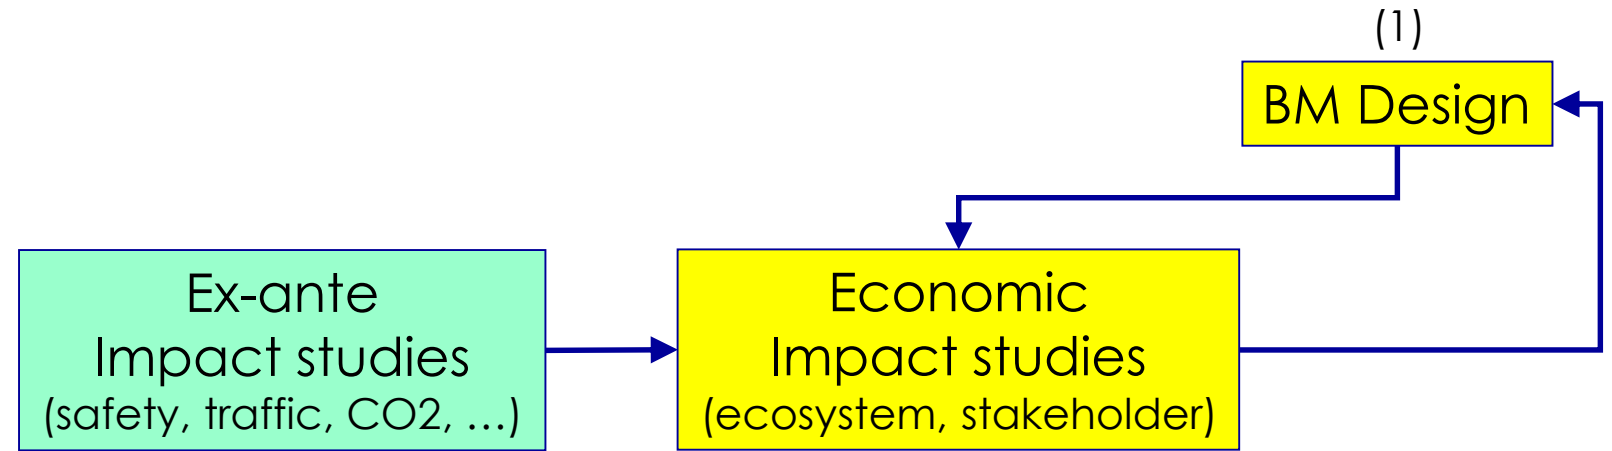 (1)
BM Design
Ex-ante
Impact studies
(safety, traffic, CO2, …)
Economic
Impact studies
(ecosystem, stakeholder)